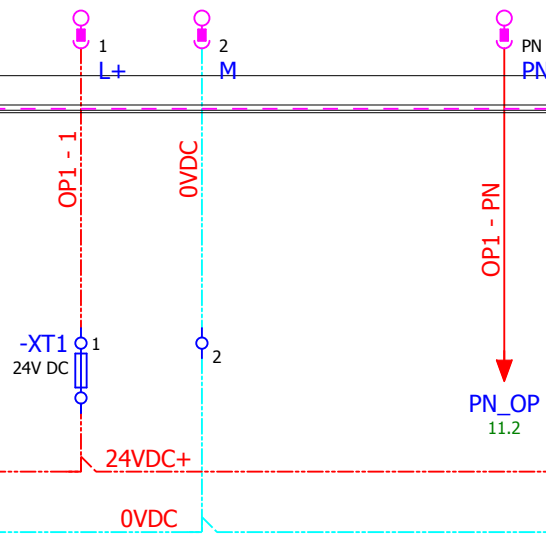 1
2
PN
L+
M
PN
OP1 - 1
0VDC
OP1 - PN
-XT1
1
24V DC
2
PN_OP
11.2
24VDC+
0VDC